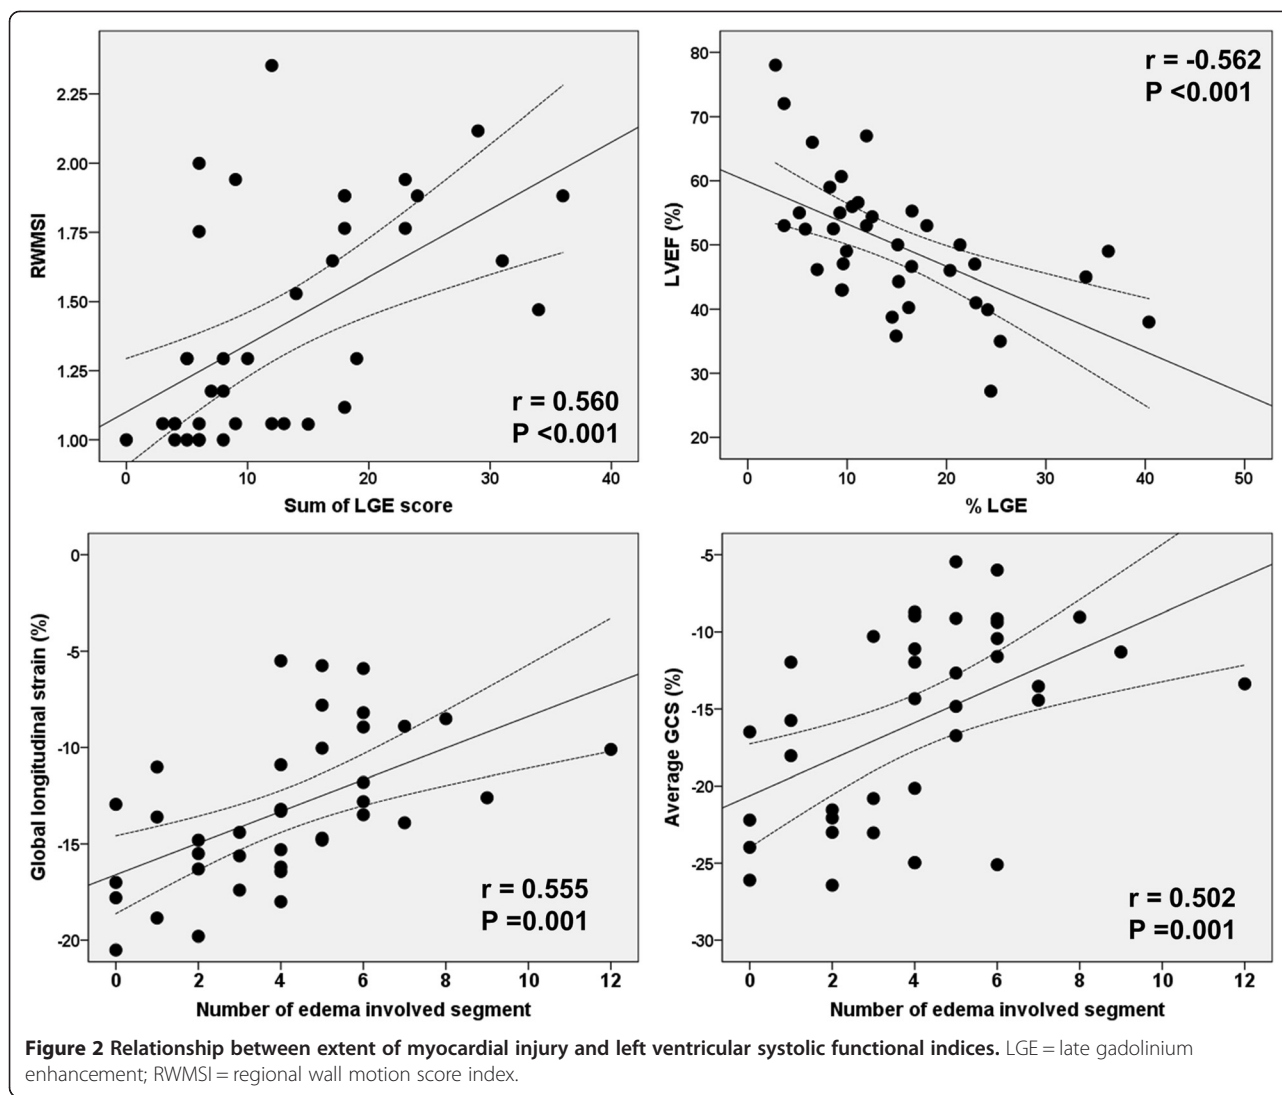 2.25
2.00
1.75
1.50
1.25
1.00
RWMSI
r = 0.560
P <0.001
0 10 20 30 40
Sum of LGE score
80
70
60
50
40
30
20
LVEF (%)
r = -0.562
P <0.001
0 10 20 30 40 50
% LGE
0
-5
-10
-15
-20
Global longitudinal strain (%)
r = 0.555
P =0.001
0 2 4 6 8 10 12
Number of edema involved segment
-5
-10
-15
-20
-25
-30
Average GCS (%)
r = 0.502
P =0.001
0 2 4 6 8 10 12
Number of edema involved segment
Figure 2 Relationship between extent of myocardial injury and left ventricular systolic functional indices. LGE = late gadolinium
enhancement; RWMSI = regional wall motion score index.